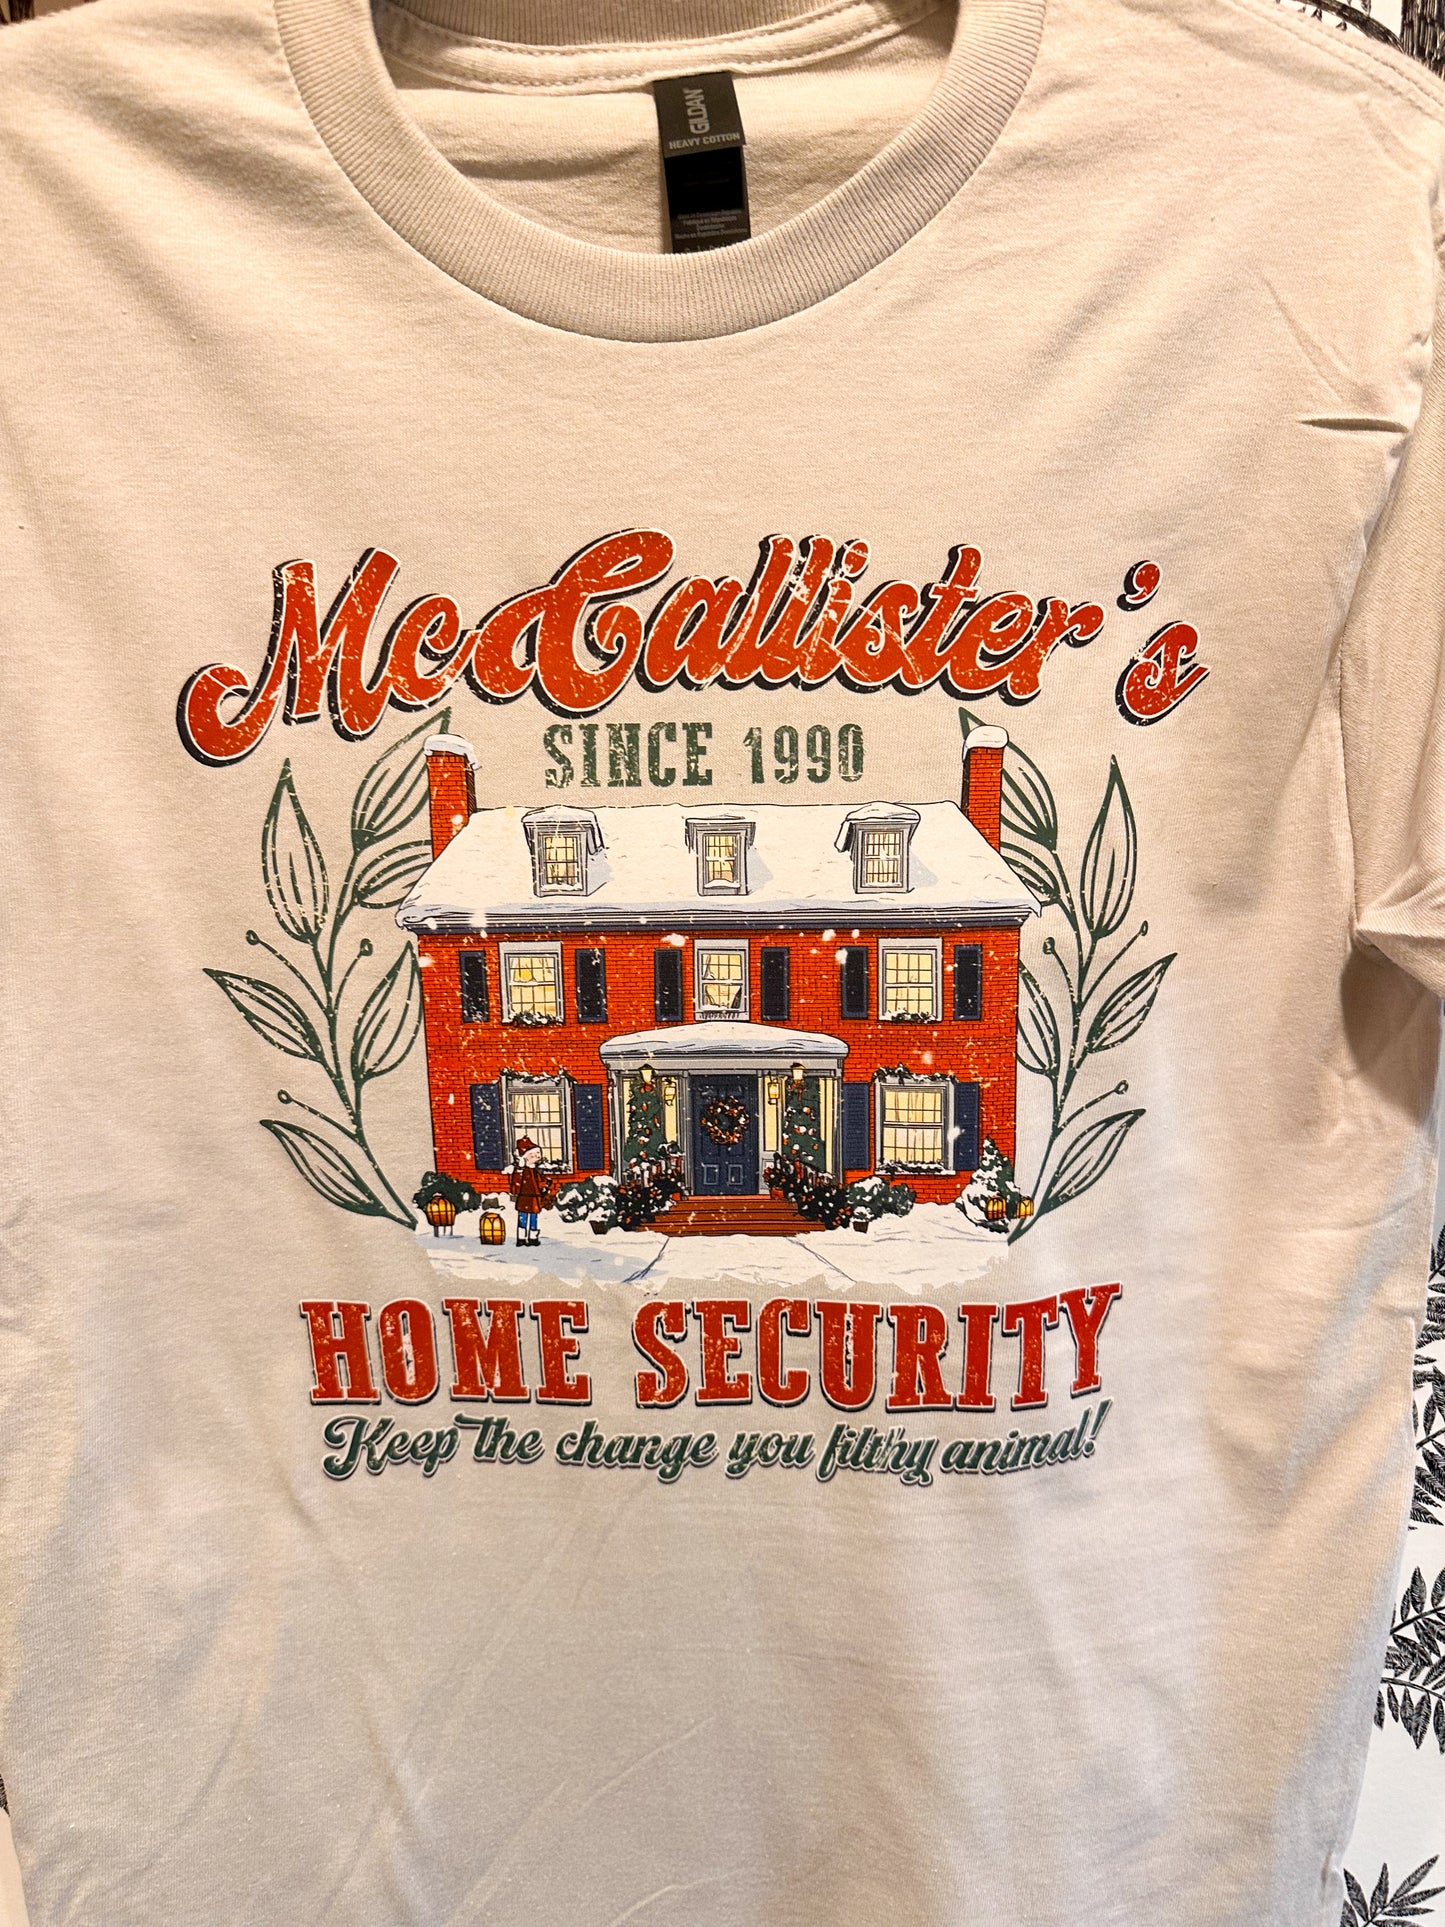 GILDAN
HEAVY COTTON
McCallister's
SINCE 1990
HOME SECURITY
Keep the change you filthy animal!